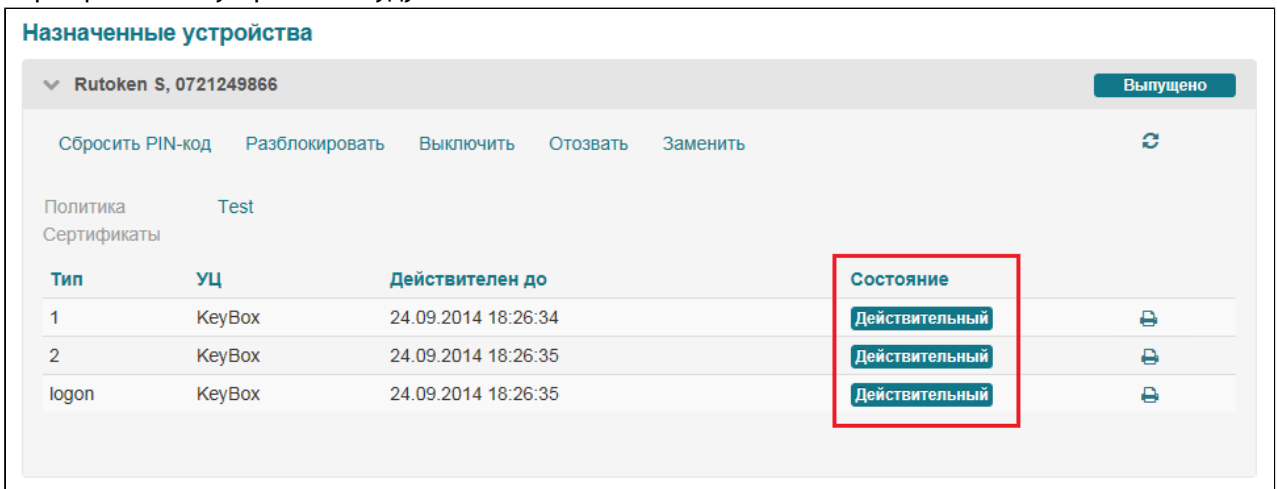 Назначенные устройства
Rutoken S, 0721249866 Выпущено
Сбросить PIN-код Разблокировать Выключить Отозвать Заменить
Политика Test
Сертификаты
Тип УЦ Действителен до Состояние
1 KeyBox 24.09.2014 18:26:34 Действительный
2 KeyBox 24.09.2014 18:26:35 Действительный
logon KeyBox 24.09.2014 18:26:35 Действительный